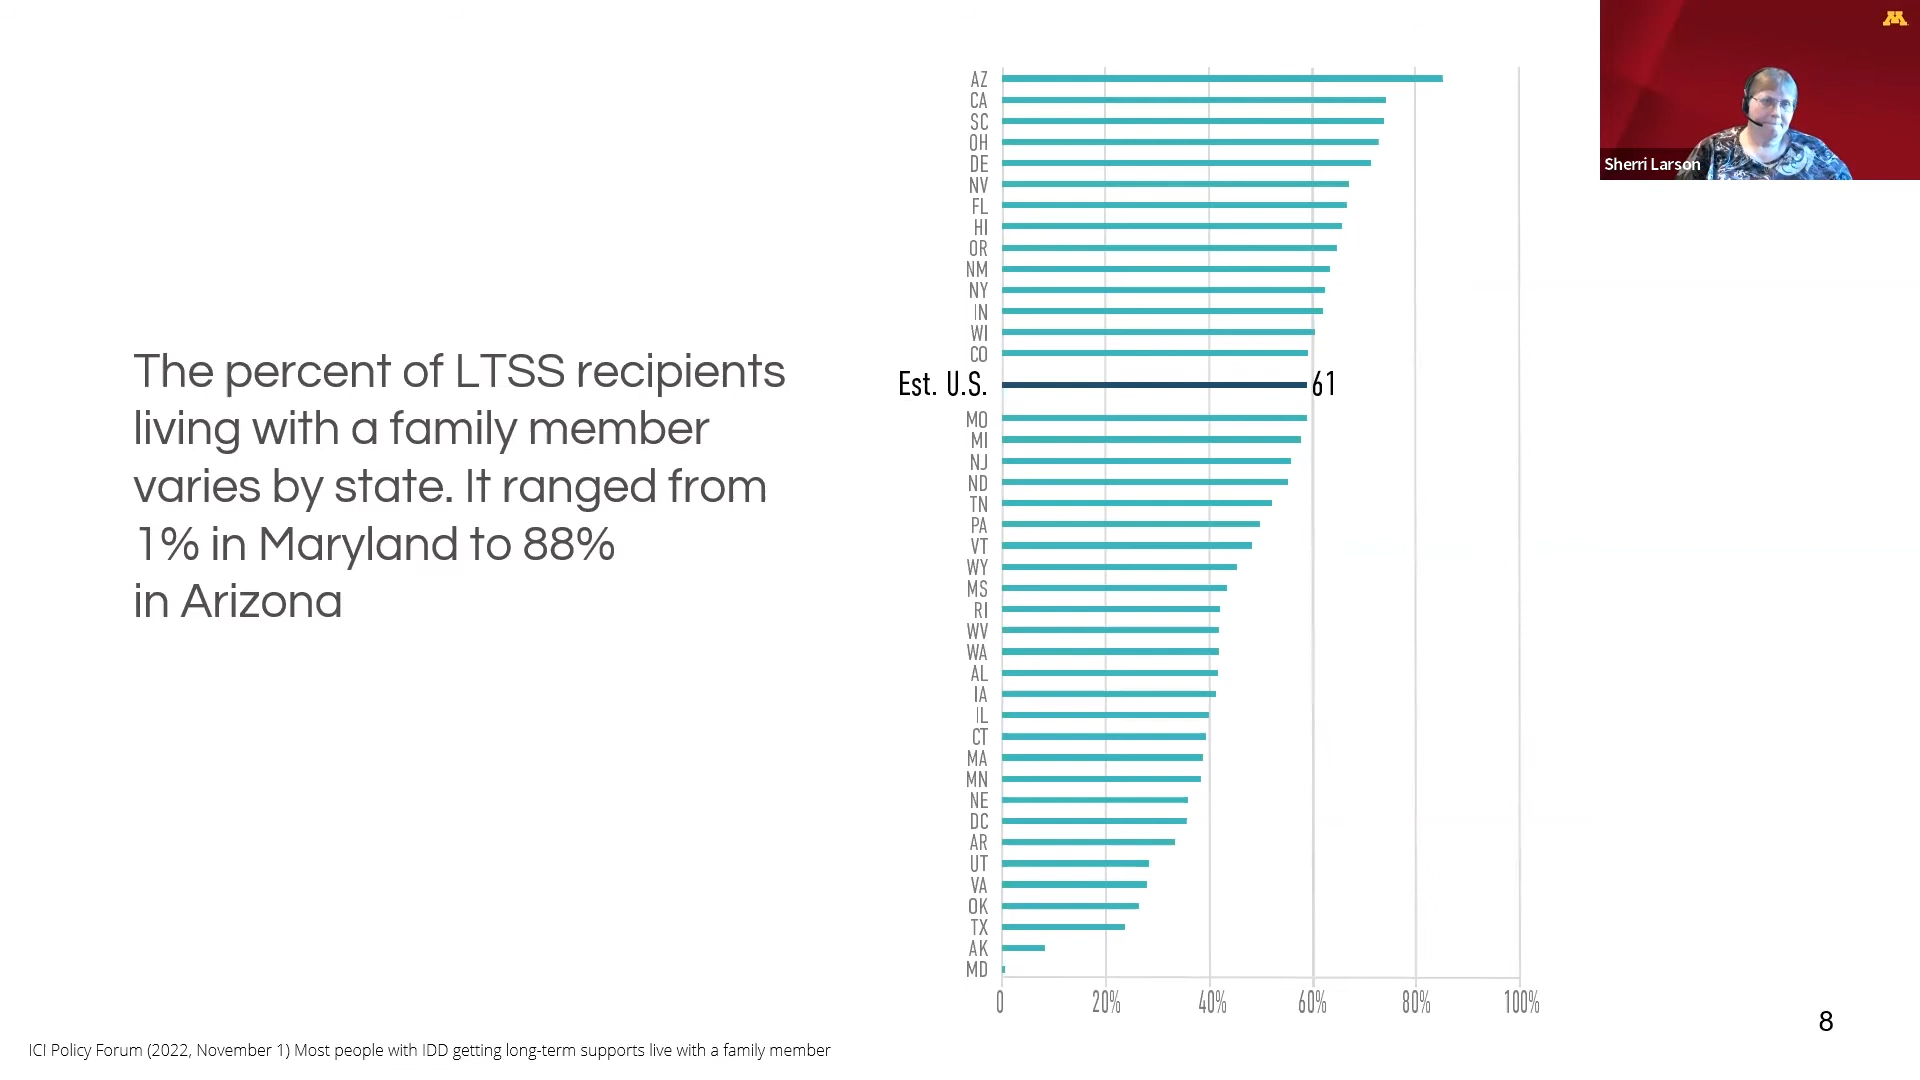 The percent of LTSS recipients
living with a family member
varies by state. It ranged from
1% in Maryland to 88%
in Arizona
AZ
CA
SC
OH
DE
NV
FL
HI
OR
NM
NY
IN
WI
CO
Est. U.S. 61
MO
MI
NJ
ND
TN
PA
VT
WY
MS
RI
WV
WA
AL
IA
IL
CT
MA
MN
NE
DC
AR
UT
VA
OK
TX
AK
MD
0 20% 40% 60% 80% 100%
Sherri Larson
M
8
ICI Policy Forum (2022, November 1) Most people with IDD getting long-term supports live with a family member